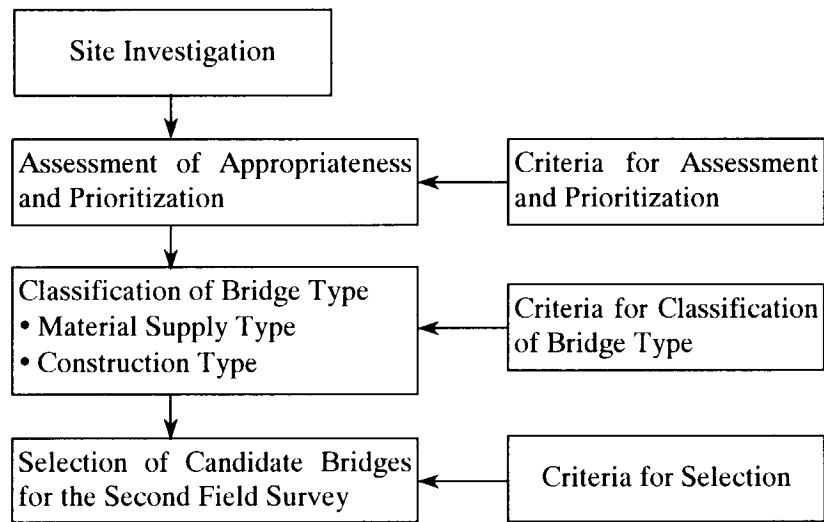 Site Investigation
Assessment of Appropriateness
and Prioritization
Criteria for Assessment
and Prioritization
Classification of Bridge Type
• Material Supply Type
• Construction Type
Criteria for Classification
of Bridge Type
Selection of Candidate Bridges
for the Second Field Survey
Criteria for Selection